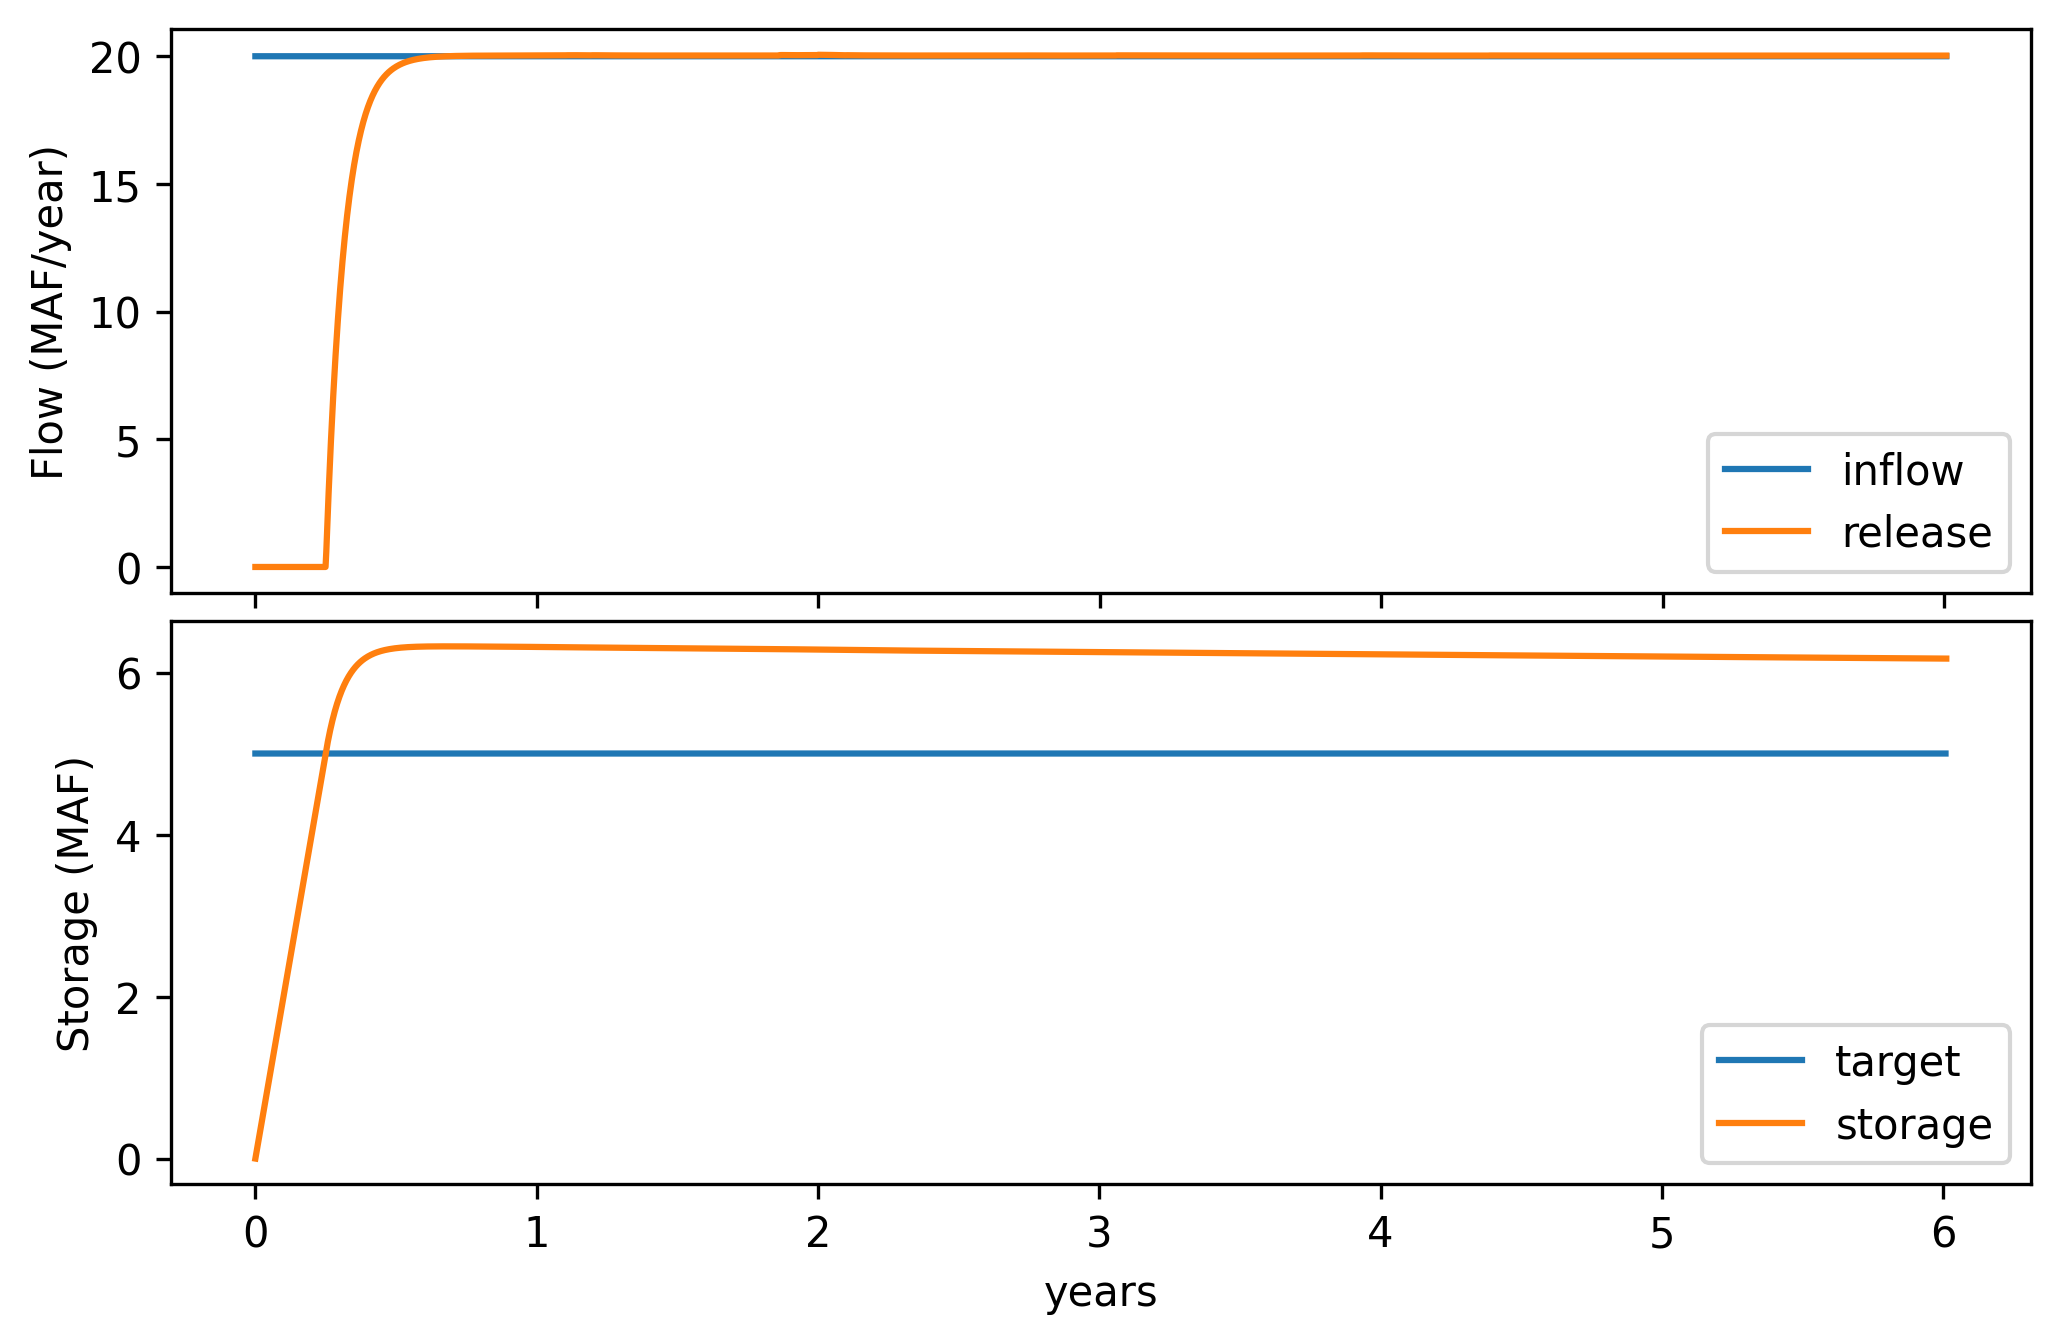 20
15
10
5
0
Flow (MAF/year)
inflow
release
6
4
2
0
Storage (MAF)
target
storage
0 1 2 3 4 5 6
years